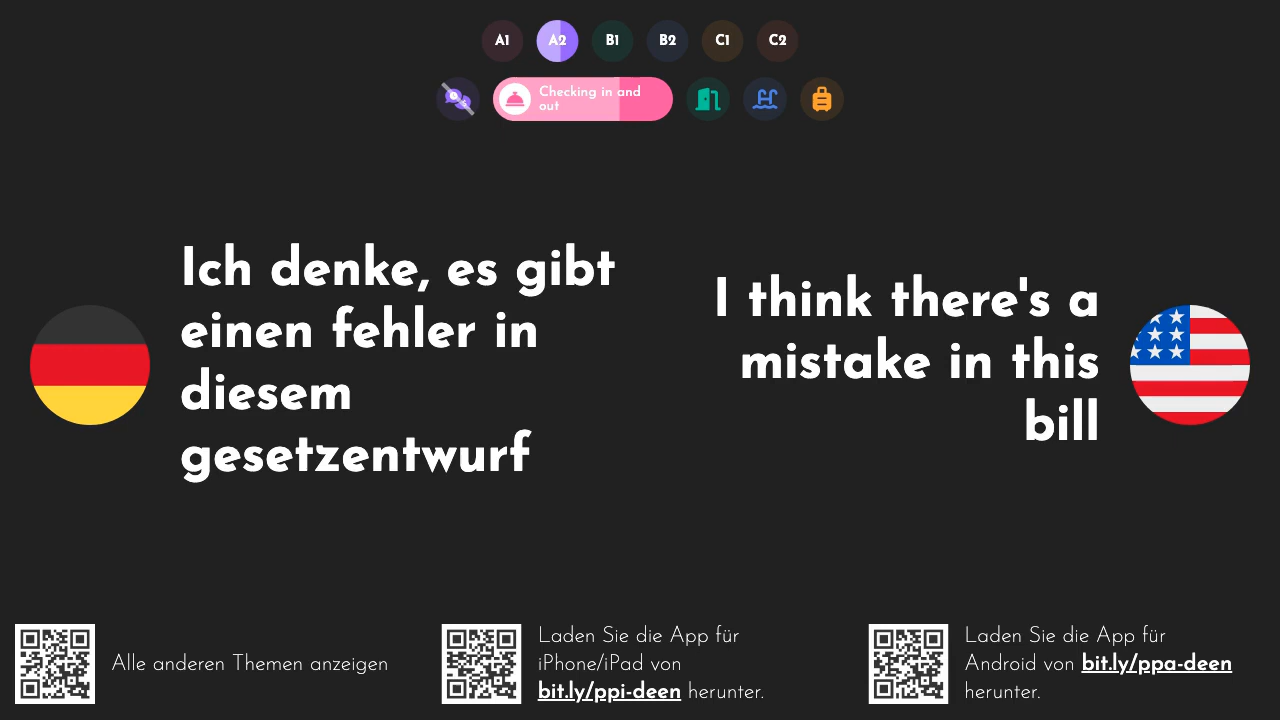 A1 A2 B1 B2 C1 C2
Checking in and
out
Ich denke, es gibt
einen fehler in
diesem
gesetzentwurf
I think there's a
mistake in this
bill
Alle anderen Themen anzeigen
Laden Sie die App für
iPhone/iPad von
bit.ly/ppi-deen herunter.
Laden Sie die App für
Android von bit.ly/ppa-deen
herunter.